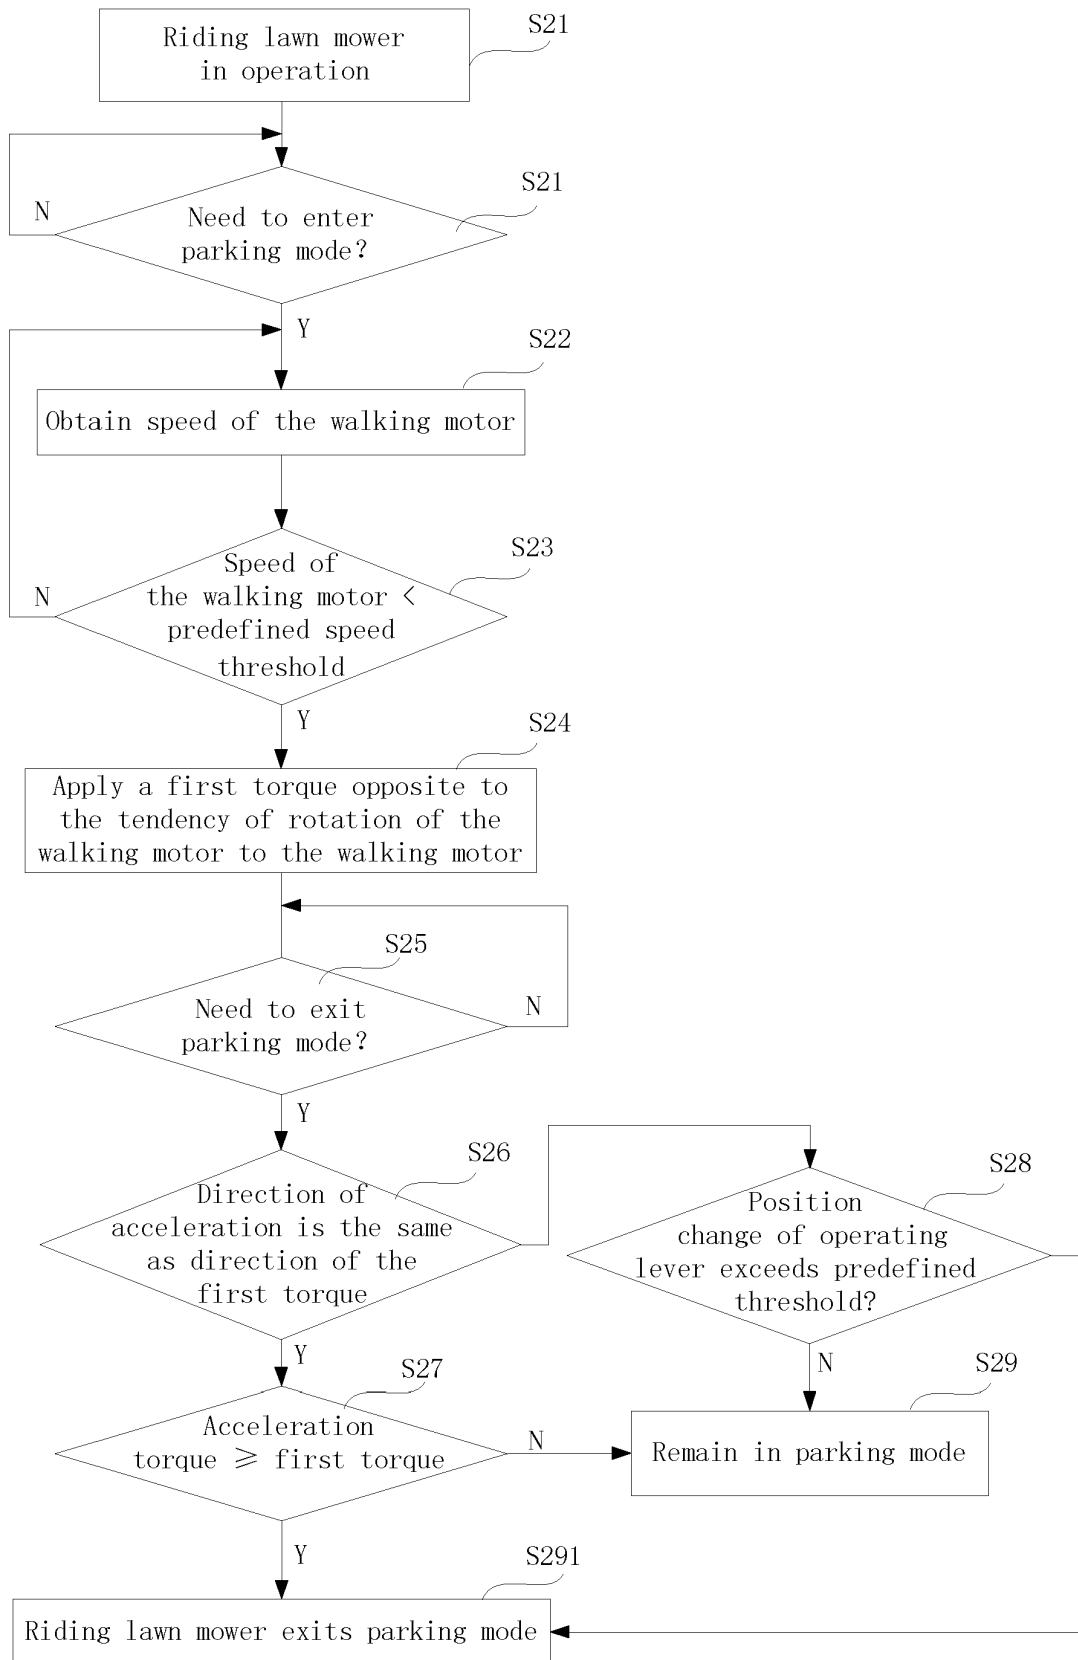 Riding lawn mower
in operation
S21
Need to enter
parking mode?
S21
N
Y
S22
Obtain speed of the walking motor
S23
Speed of
the walking motor <
predefined speed
threshold
N
Y
S24
Apply a first torque opposite to
the tendency of rotation of the
walking motor to the walking motor
S25
Need to exit
parking mode?
N
Y
S26
Direction of
acceleration is the same
as direction of the
first torque
S28
Position
change of operating
lever exceeds predefined
threshold?
Y
N
S27
Acceleration
torque ≥ first torque
N
S29
Remain in parking mode
Y
S291
Riding lawn mower exits parking mode